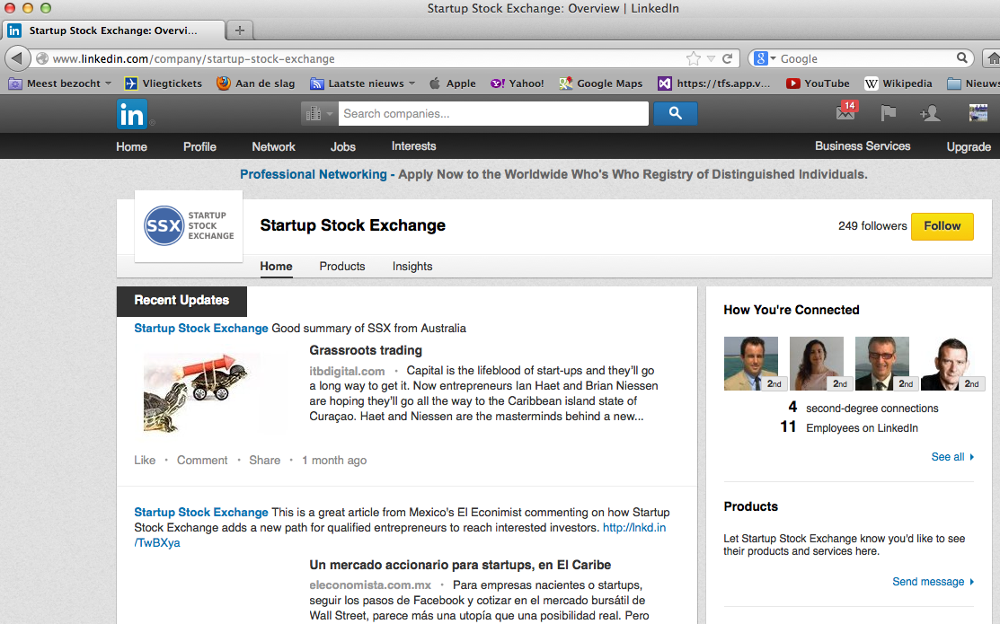 Startup Stock Exchange: Overview | LinkedIn
in Startup Stock Exchange: Overvi...
www.linkedin.com/company/startup-stock-exchange
8 Google
Meest bezocht Vliegtickets Aan de slag Laatste nieuws Apple Yahoo! Google Maps https://tfs.app.v... YouTube W Wikipedia Nieuws
in Search companies... 14
Home Profile Network Jobs Interests Business Services Upgrade
Professional Networking - Apply Now to the Worldwide Who's Who Registry of Distinguished Individuals.
SSX STARTUP
STOCK
EXCHANGE
Startup Stock Exchange
249 followers Follow
Home Products Insights
Recent Updates
Startup Stock Exchange Good summary of SSX from Australia
Grassroots trading
itbdigital.com • Capital is the lifeblood of start-ups and they'll go
a long way to get it. Now entrepreneurs Ian Haet and Brian Niessen
are hoping they'll go all the way to the Caribbean island state of
Curaçao. Haet and Niessen are the masterminds behind a new...
Like • Comment • Share • 1 month ago
Startup Stock Exchange This is a great article from Mexico's El Econimist commenting on how Startup
Stock Exchange adds a new path for qualified entrepreneurs to reach interested investors. http://lnkd.in
/TwBXya
Un mercado accionario para startups, en El Caribe
eleconomista.com.mx • Para empresas nacientes o startups,
seguir los pasos de Facebook y cotizar en el mercado bursátil de
Wall Street, parece más una utopía que una posibilidad real. Pero
How You're Connected
2nd 2nd 2nd 2nd
4 second-degree connections
11 Employees on LinkedIn
See all
Products
Let Startup Stock Exchange know you'd like to see
their products and services here.
Send message